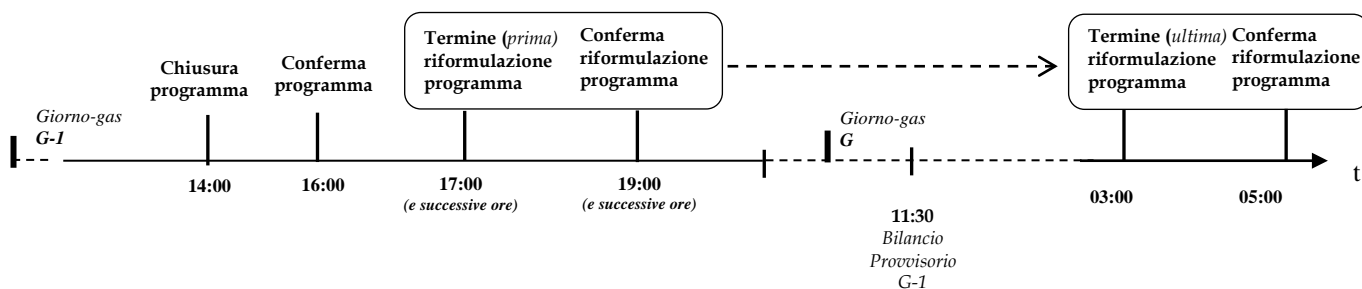 Chiusura
programma
Conferma
programma
Termine (prima)
riformulazione
programma
Conferma
riformulazione
programma
Termine (ultima)
riformulazione
programma
Conferma
riformulazione
programma
Giorno-gas
G-1
Giorno-gas
G
14:00
16:00
17:00
(e successive ore)
19:00
(e successive ore)
11:30
Bilancio
Provvisorio
G-1
03:00
05:00
t